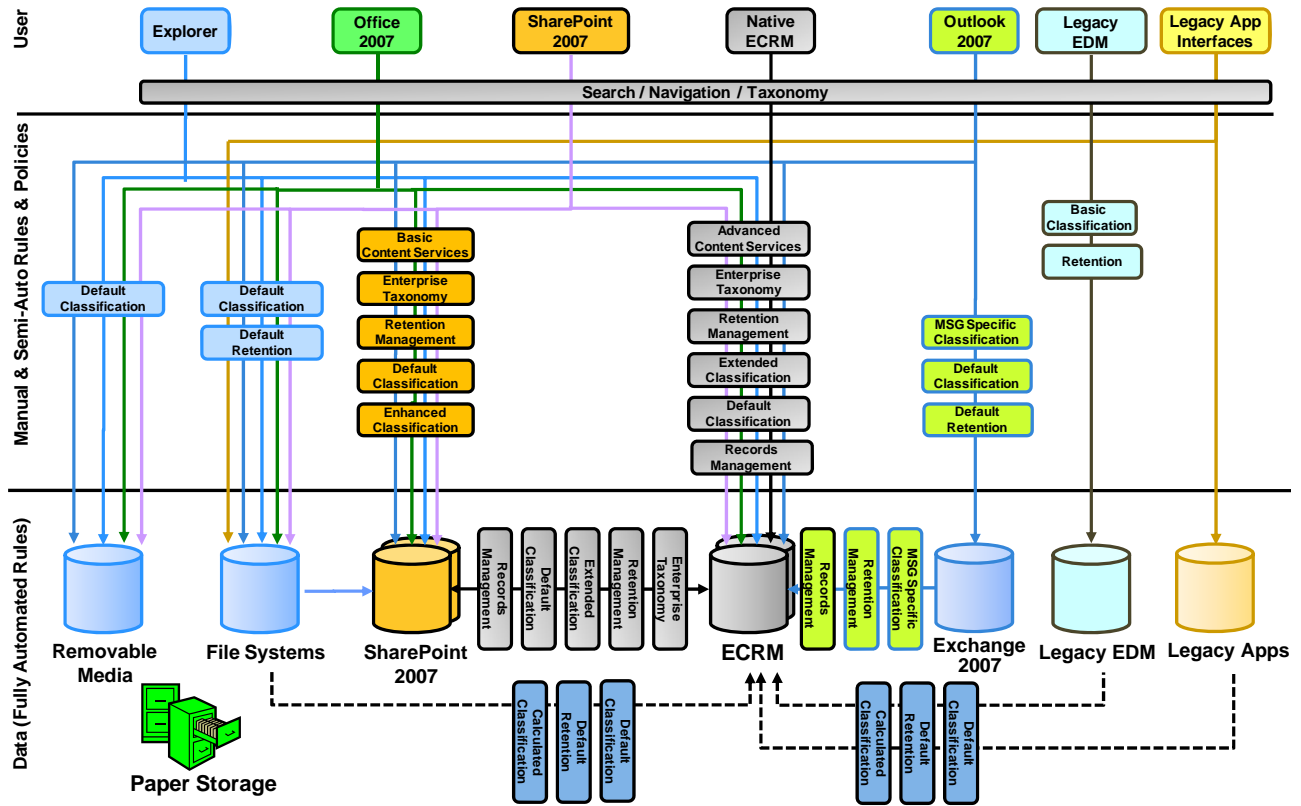 User
Explorer
Office
2007
SharePoint
2007
Native
ECRM
Outlook
2007
Legacy
EDM
Legacy App
Interfaces
Search / Navigation / Taxonomy
Manual & Semi-Auto Rules & Policies
Default
Classification
Default
Classification
Default
Retention
Basic
Content Services
Enterprise
Taxonomy
Retention
Management
Default
Classification
Enhanced
Classification
Advanced
Content Services
Enterprise
Taxonomy
Retention
Management
Extended
Classification
Default
Classification
Records
Management
MSG Specific
Classification
Default
Classification
Default
Retention
Basic
Classification
Retention
Data (Fully Automated Rules)
Records
Management
Default
Classification
Extended
Classification
Retention
Management
Enterprise
Taxonomy
Records
Management
Retention
Management
MSG Specific
Classification
Removable
Media
File Systems
SharePoint
2007
ECRM
Exchange
2007
Legacy EDM
Legacy Apps
Calculated
Classification
Default
Retention
Default
Classification
Calculated
Classification
Default
Retention
Default
Classification
Paper Storage